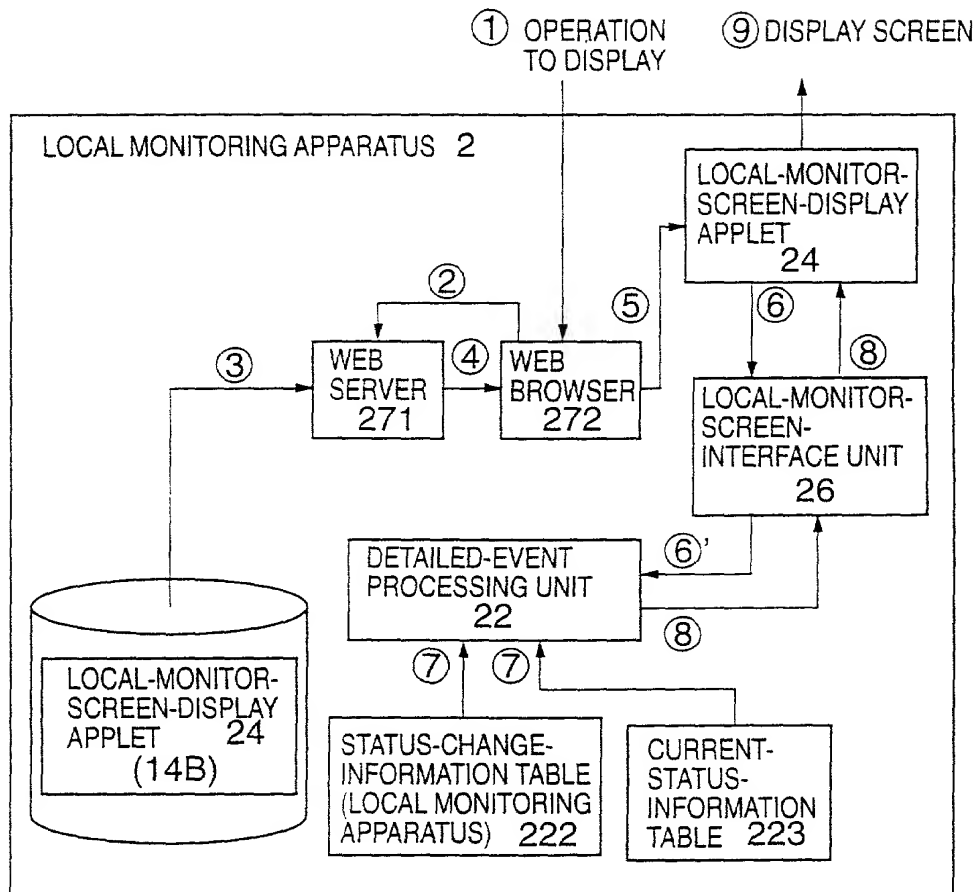 ① OPERATION
TO DISPLAY
⑨ DISPLAY SCREEN
LOCAL MONITORING APPARATUS 2
LOCAL-MONITOR-
SCREEN-DISPLAY
APPLET
24
②
⑤
⑥
⑧
③
WEB
SERVER
271
④
WEB
BROWSER
272
LOCAL-MONITOR-
SCREEN-
INTERFACE UNIT
26
⑥'
DETAILED-EVENT
PROCESSING UNIT
22
⑧
⑦
⑦
LOCAL-MONITOR-
SCREEN-DISPLAY
APPLET 24
(14B)
STATUS-CHANGE-
INFORMATION TABLE
(LOCAL MONITORING
APPARATUS) 222
CURRENT-
STATUS-
INFORMATION
TABLE 223